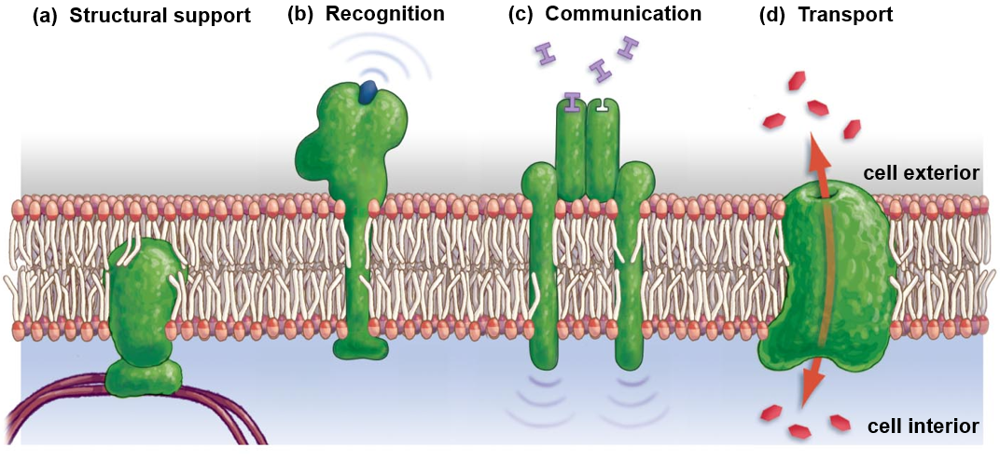 (a) Structural support
(b) Recognition
(c) Communication
(d) Transport
cell exterior
cell interior